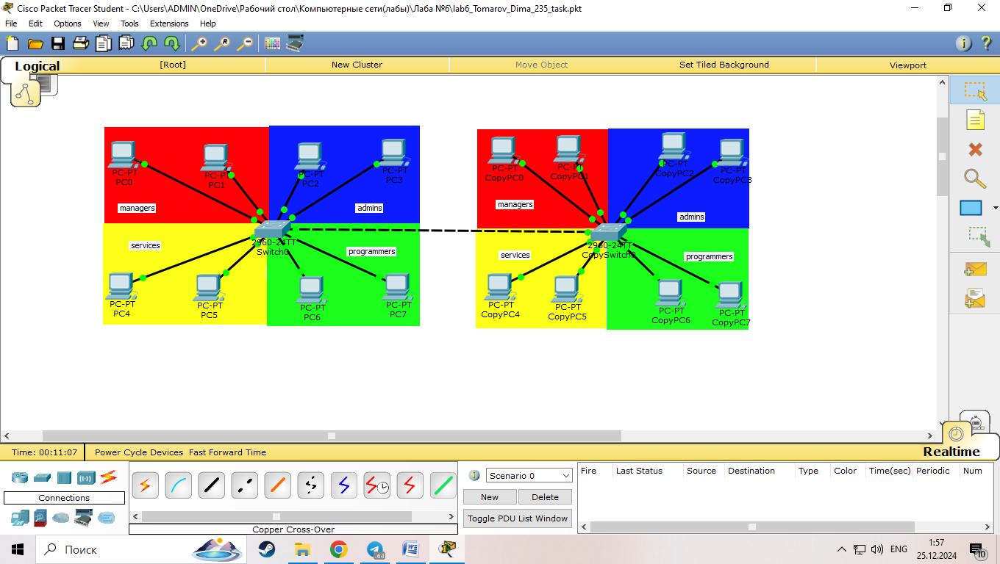 Cisco Packet Tracer Student - C:\Users\ADMIN\OneDrive\Рабочий стол\Компьютерные сети(лабы)\Лаба №6\lab6_Tomarov_Dima_235_task.pkt
File Edit Options View Tools Extensions Help
Logical [Root] New Cluster Move Object Set Tiled Background Viewport
PC-PT
PC0
PC-PT
PC1
managers
PC-PT
PC2
PC-PT
PC3
admins
services
2960-24TT
Switch0
programmers
PC-PT
PC4
PC-PT
PC5
PC-PT
PC6
PC-PT
PC7
PC-PT
CopyPC0
PC-PT
CopyPC1
managers
PC-PT
CopyPC2
PC-PT
CopyPC3
admins
services
2960-24TT
CopySwitch0
programmers
PC-PT
CopyPC4
PC-PT
CopyPC5
PC-PT
CopyPC6
PC-PT
CopyPC7
Time: 00:11:07 Power Cycle Devices Fast Forward Time Realtime
Connections
Copper Cross-Over
Scenario 0
New Delete
Toggle PDU List Window
Fire Last Status Source Destination Type Color Time(sec) Periodic Num
Поиск
.64
ENG
1:57
25.12.2024
10